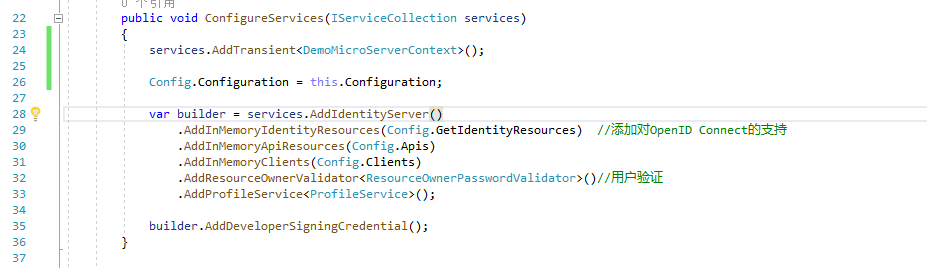 0 个引用
22 public void ConfigureServices(IServiceCollection services)
23 {
24 services.AddTransient<DemoMicroServerContext>();
25
26 Config.Configuration = this.Configuration;
27
28 var builder = services.AddIdentityServer()
29 .AddInMemoryIdentityResources(Config.GetIdentityResources) //添加对OpenID Connect的支持
30 .AddInMemoryApiResources(Config.Apis)
31 .AddInMemoryClients(Config.Clients)
32 .AddResourceOwnerValidator<ResourceOwnerPasswordValidator>()//用户验证
33 .AddProfileService<ProfileService>();
34
35 builder.AddDeveloperSigningCredential();
36 }
37